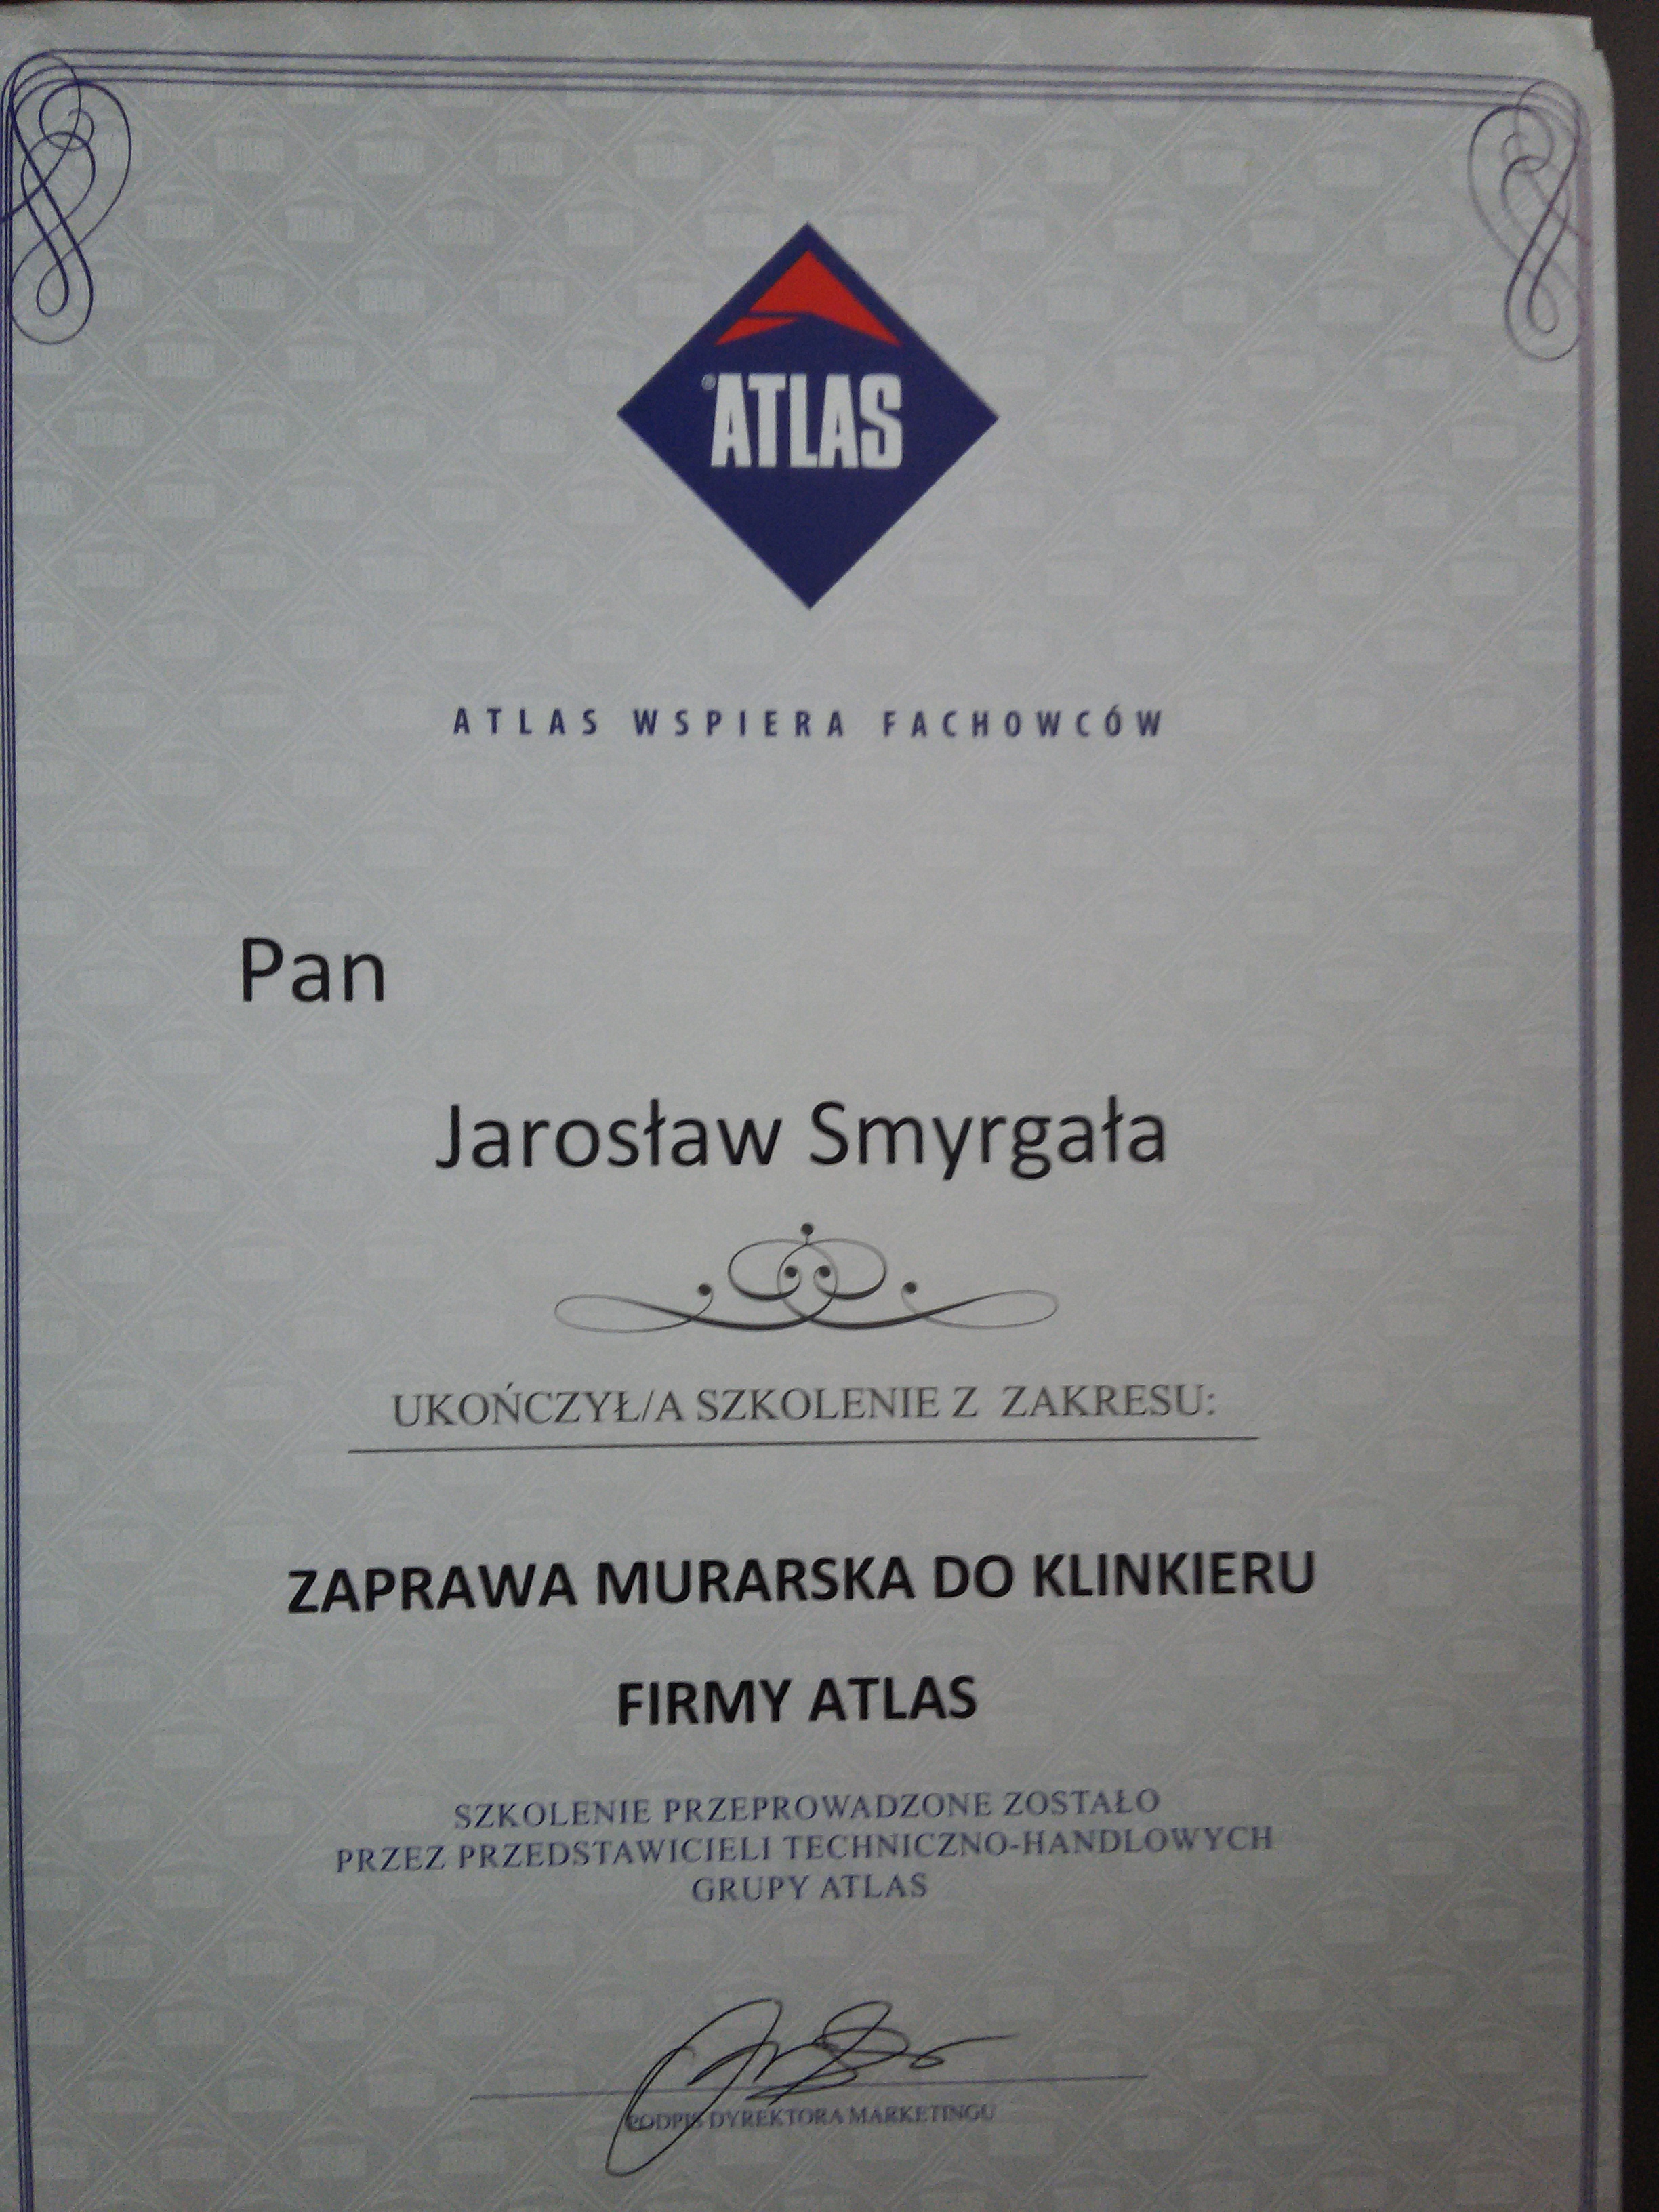 ®ATLAS
ATLAS WSPIERA FACHOWCÓW
Pan
Jarosław Smyrgała
UKOŃCZYŁ/A SZKOLENIE Z ZAKRESU:
ZAPRAWA MURARSKA DO KLINKIERU
FIRMY ATLAS
SZKOLENIE PRZEPROWADZONE ZOSTAŁO
PRZEZ PRZEDSTAWICIELI TECHNICZNO-HANDLOWYCH
GRUPY ATLAS
PODPIS DYREKTORA MARKETINGU